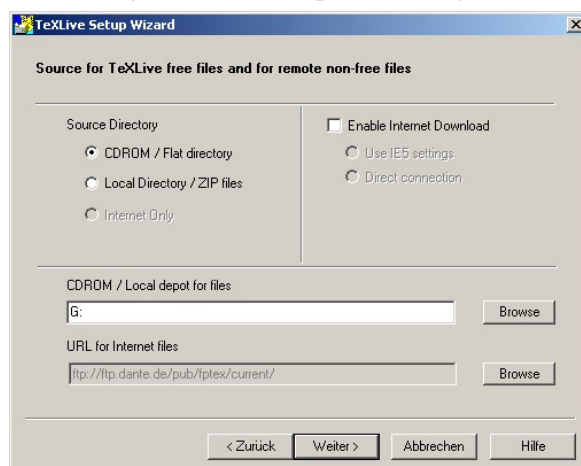 TeXLive Setup Wizard
Source for TeXLive free files and for remote non-free files
Source Directory
CDROM / Flat directory
Local Directory / ZIP files
Internet Only
Enable Internet Download
Use IE5 settings
Direct connection
CDROM / Local depot for files
G:
Browse
URL for Internet files
ftp://ftp.dante.de/pub/fptex/current/
Browse
< Zurück
Weiter >
Abbrechen
Hilfe